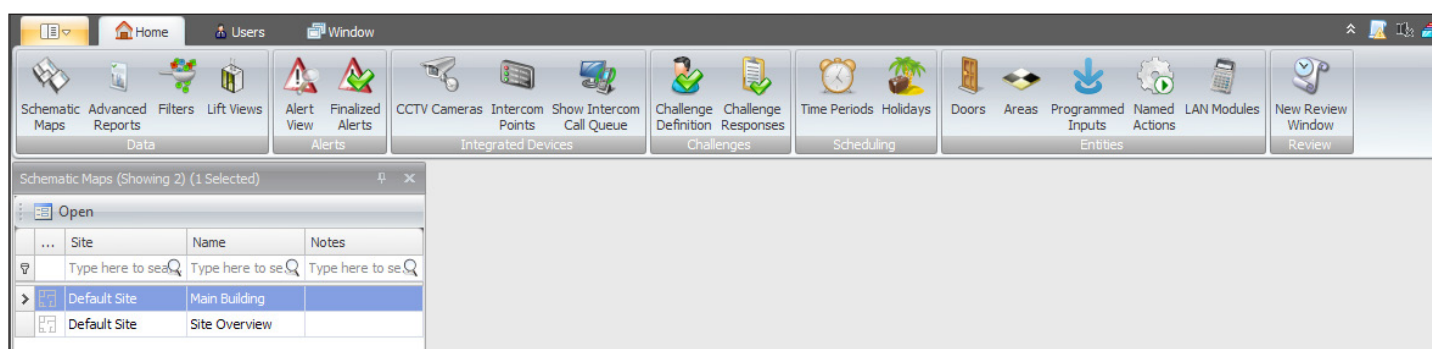 Home Users Window
Schematic Maps Advanced Reports Filters Lift Views Alert View Finalized Alerts CCTV Cameras Intercom Points Show Intercom Call Queue Challenge Definition Challenge Responses Time Periods Holidays Doors Areas Programmed Inputs Named Actions LAN Modules New Review Window
Data Alerts Integrated Devices Challenges Scheduling Entities Review
Schematic Maps (Showing 2) (1 Selected)
Open
... Site Name Notes
Type here to sea Type here to se Type here to se
Default Site Main Building
Default Site Site Overview